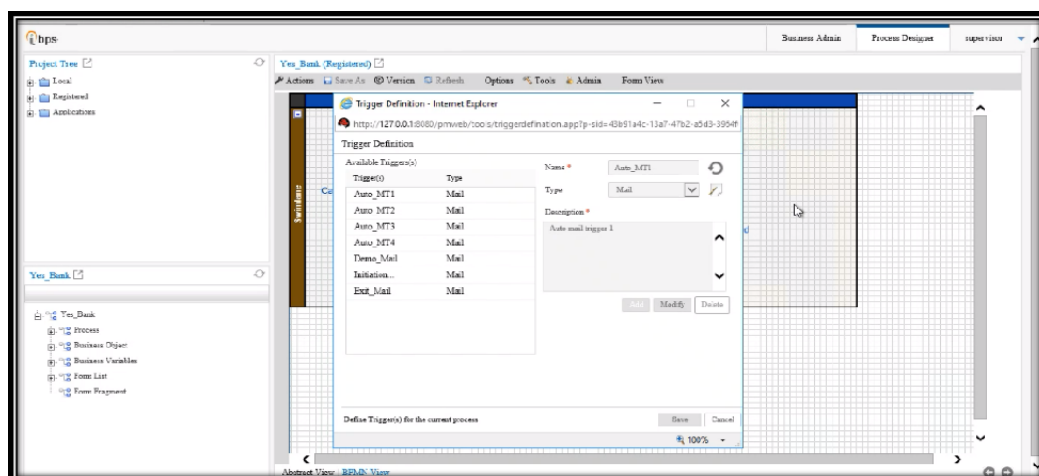 ibps
Business Admin
Process Designer
supervisor
Project Tree
Local
Registered
Applications
Yes_Bank (Registered)
Actions Save As Version Refresh Options Tools Admin Form View
Swimlane
Trigger Definition - Internet Explorer
Trigger Definition
Available Triggers(s)
Trigger(s) Type
Auto_MT1 Mail
Auto_MT2 Mail
Auto_MT3 Mail
Auto_MT4 Mail
Demo_Mail Mail
Initiation... Mail
Exit_Mail Mail
Name * Auto_MT1
Type Mail
Description *
Auto mail trigger 1
Add Modify Delete
Define Trigger(s) for the current process
Save Cancel
100%
Yes_Bank
Yes_Bank
Process
Business Object
Business Variables
Form List
Form Fragment
Abstract View | BPMN View